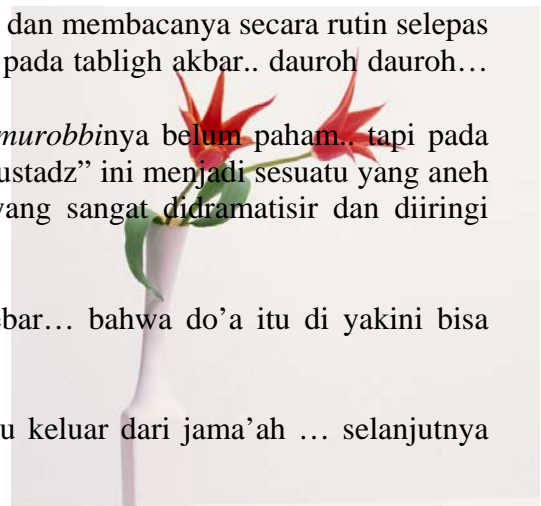 dan membacanya secara rutin selepas
pada tabligh akbar.. dauroh dauroh…
murobbinya belum paham.. tapi pada
ustadz” ini menjadi sesuatu yang aneh
yang sangat didramatisir dan diiringi
bahwa do’a itu di yakini bisa
keluar dari jama’ah … selanjutnya